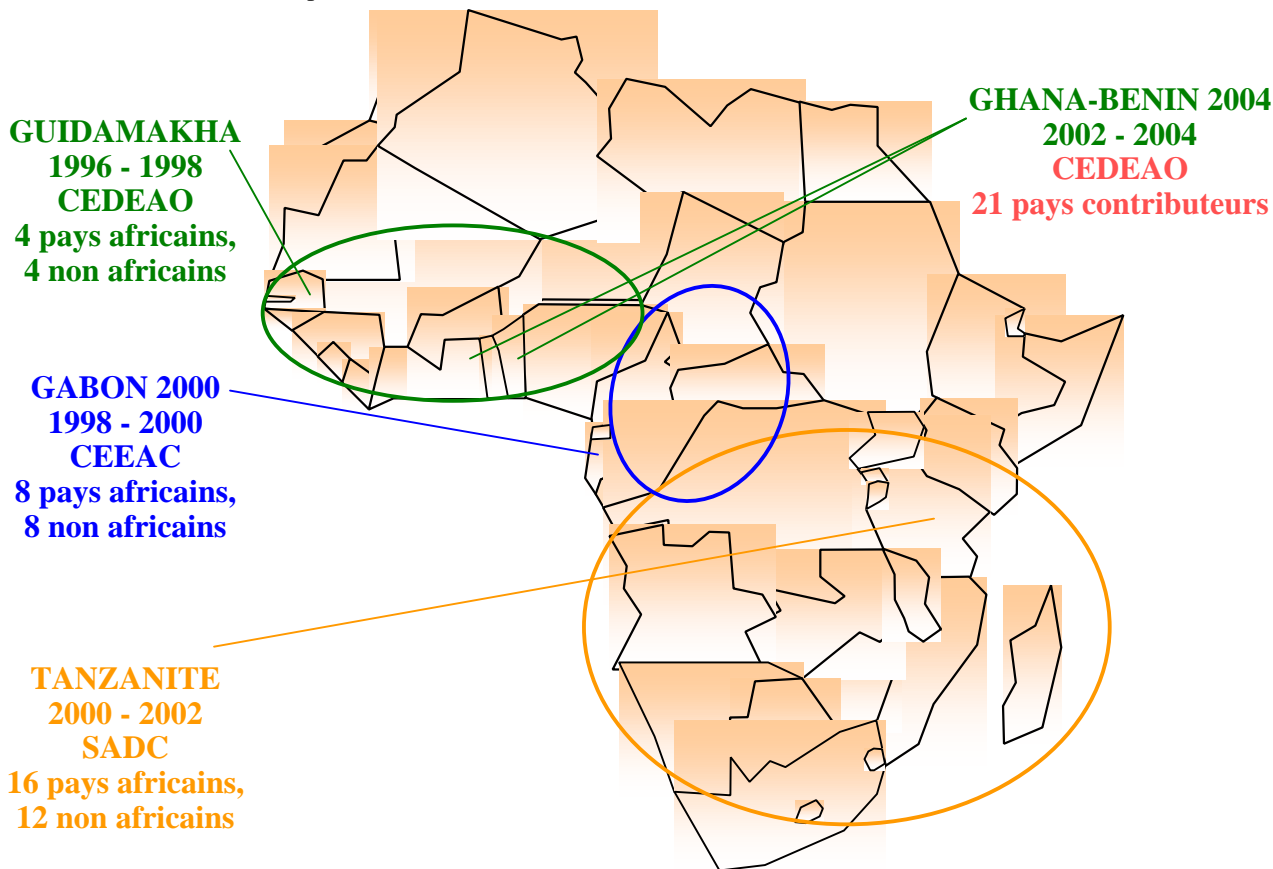 GUIDAMAKHA
1996 - 1998
CEDEAO
4 pays africains,
4 non africains
GHANA-BENIN 2004
2002 - 2004
CEDEAO
21 pays contributeurs
GABON 2000
1998 - 2000
CEEAC
8 pays africains,
8 non africains
TANZANITE
2000 - 2002
SADC
16 pays africains,
12 non africains